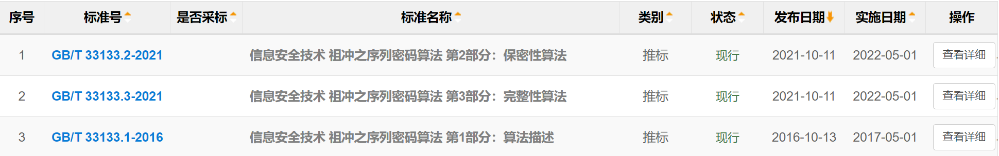 序号 标准号 是否采标 标准名称 类别 状态 发布日期 实施日期 操作
1 GB/T 33133.2-2021 信息安全技术 祖冲之序列密码算法 第2部分：保密性算法 推标 现行 2021-10-11 2022-05-01 查看详细
2 GB/T 33133.3-2021 信息安全技术 祖冲之序列密码算法 第3部分：完整性算法 推标 现行 2021-10-11 2022-05-01 查看详细
3 GB/T 33133.1-2016 信息安全技术 祖冲之序列密码算法 第1部分：算法描述 推标 现行 2016-10-13 2017-05-01 查看详细